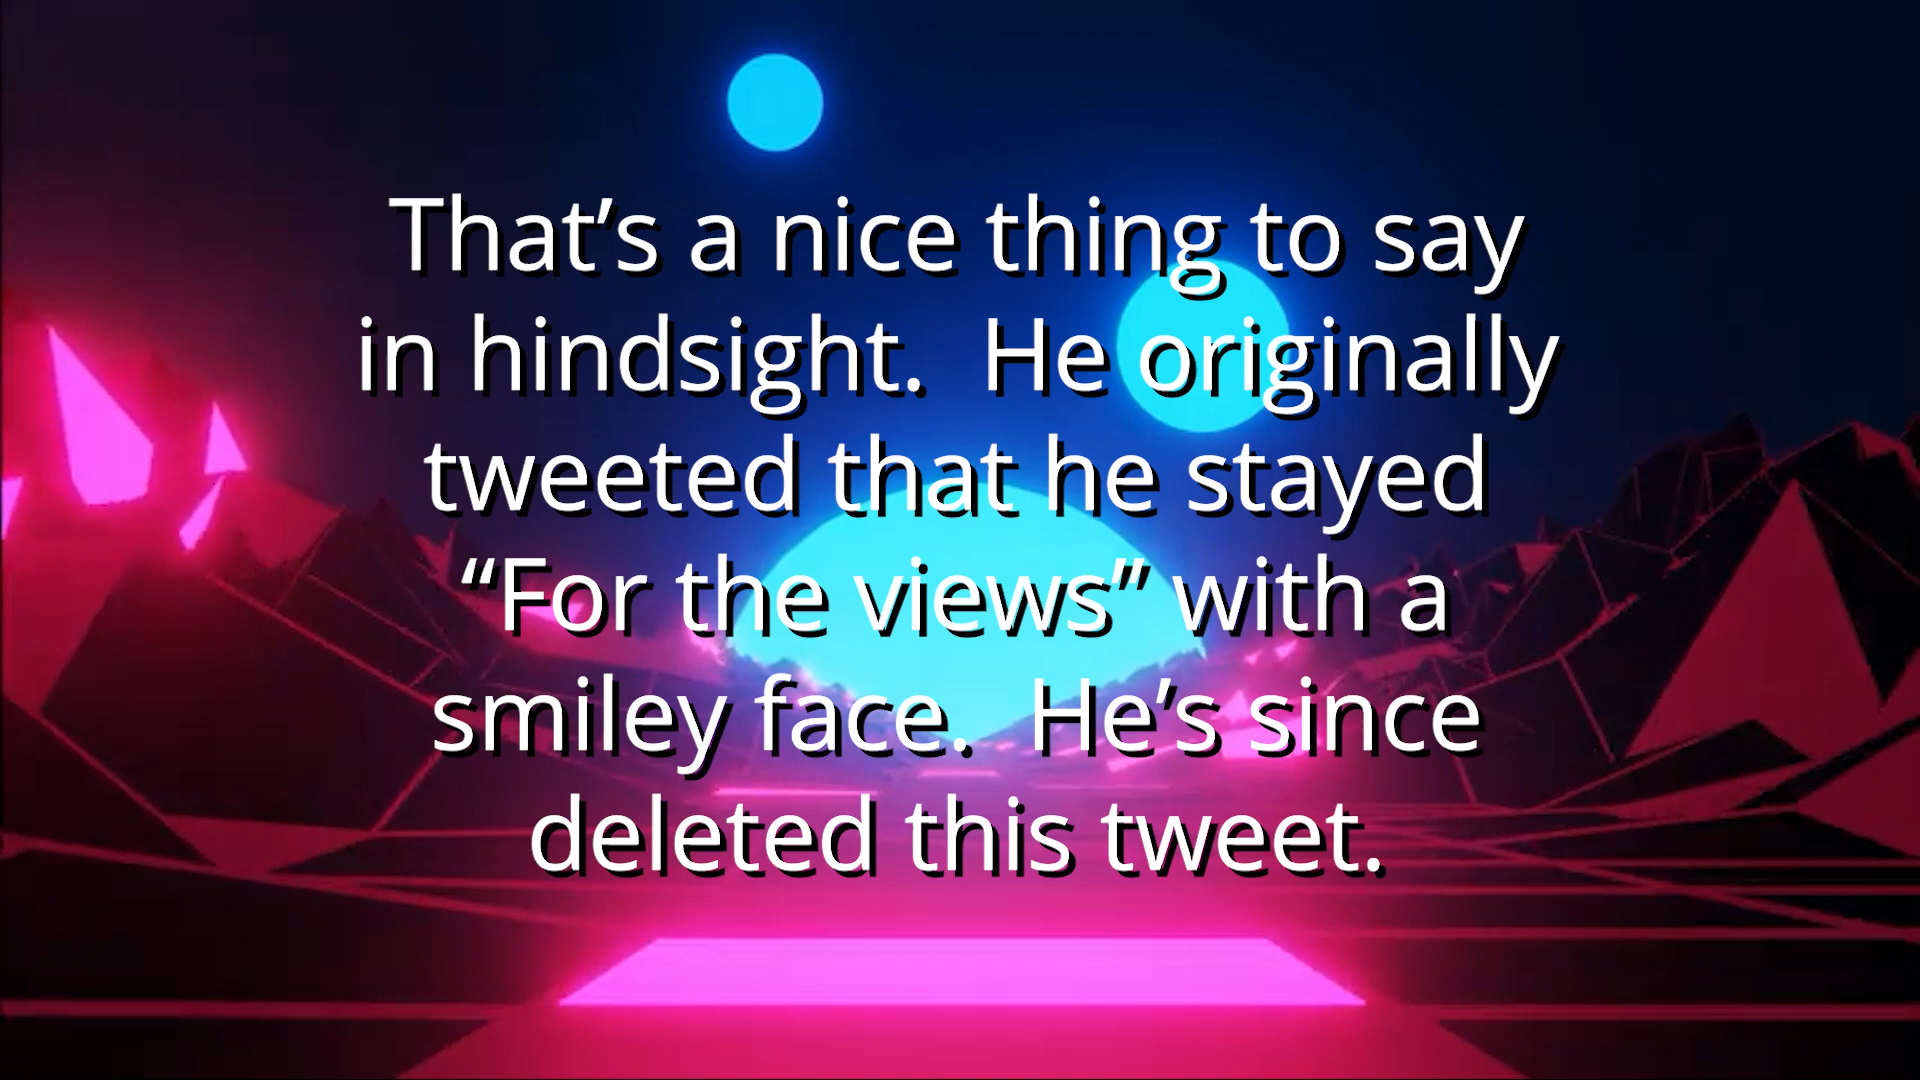 That’s a nice thing to say
in hindsight.  He originally
tweeted that he stayed
“For the views” with a
smiley face.  He’s since
deleted this tweet.